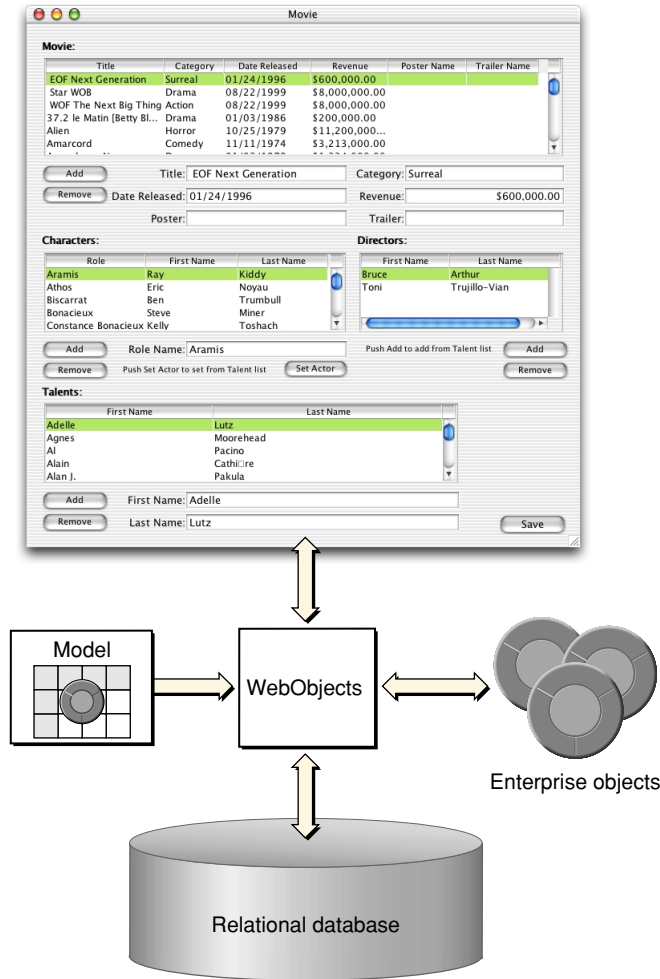 Movie
Movie:
Title Category Date Released Revenue Poster Name Trailer Name
EOF Next Generation Surreal 01/24/1996 $600,000.00
Star WOB Drama 08/22/1999 $8,000,000.00
WOF The Next Big Thing Action 08/22/1999 $8,000,000.00
37.2 le Matin [Betty Bl... Drama 01/03/1986 $200,000.00
Alien Horror 10/25/1979 $11,200,000...
Amarcord Comedy 11/11/1974 $3,213,000.00
Add Title: EOF Next Generation Category: Surreal
Remove Date Released: 01/24/1996 Revenue: $600,000.00
Poster: Trailer:
Characters:
Role First Name Last Name
Aramis Ray Kiddy
Athos Eric Noyau
Biscarrat Ben Trumbull
Bonacieux Steve Miner
Constance Bonacieux Kelly Toshach
Add Role Name: Aramis
Remove Push Set Actor to set from Talent list Set Actor
Directors:
First Name Last Name
Bruce Arthur
Toni Trujillo-Vian
Push Add to add from Talent list Add
Remove
Talents:
First Name Last Name
Adelle Lutz
Agnes Moorehead
Al Pacino
Alain Cathi□re
Alan J. Pakula
Add First Name: Adelle
Remove Last Name: Lutz
Save
Model
WebObjects
Enterprise objects
Relational database